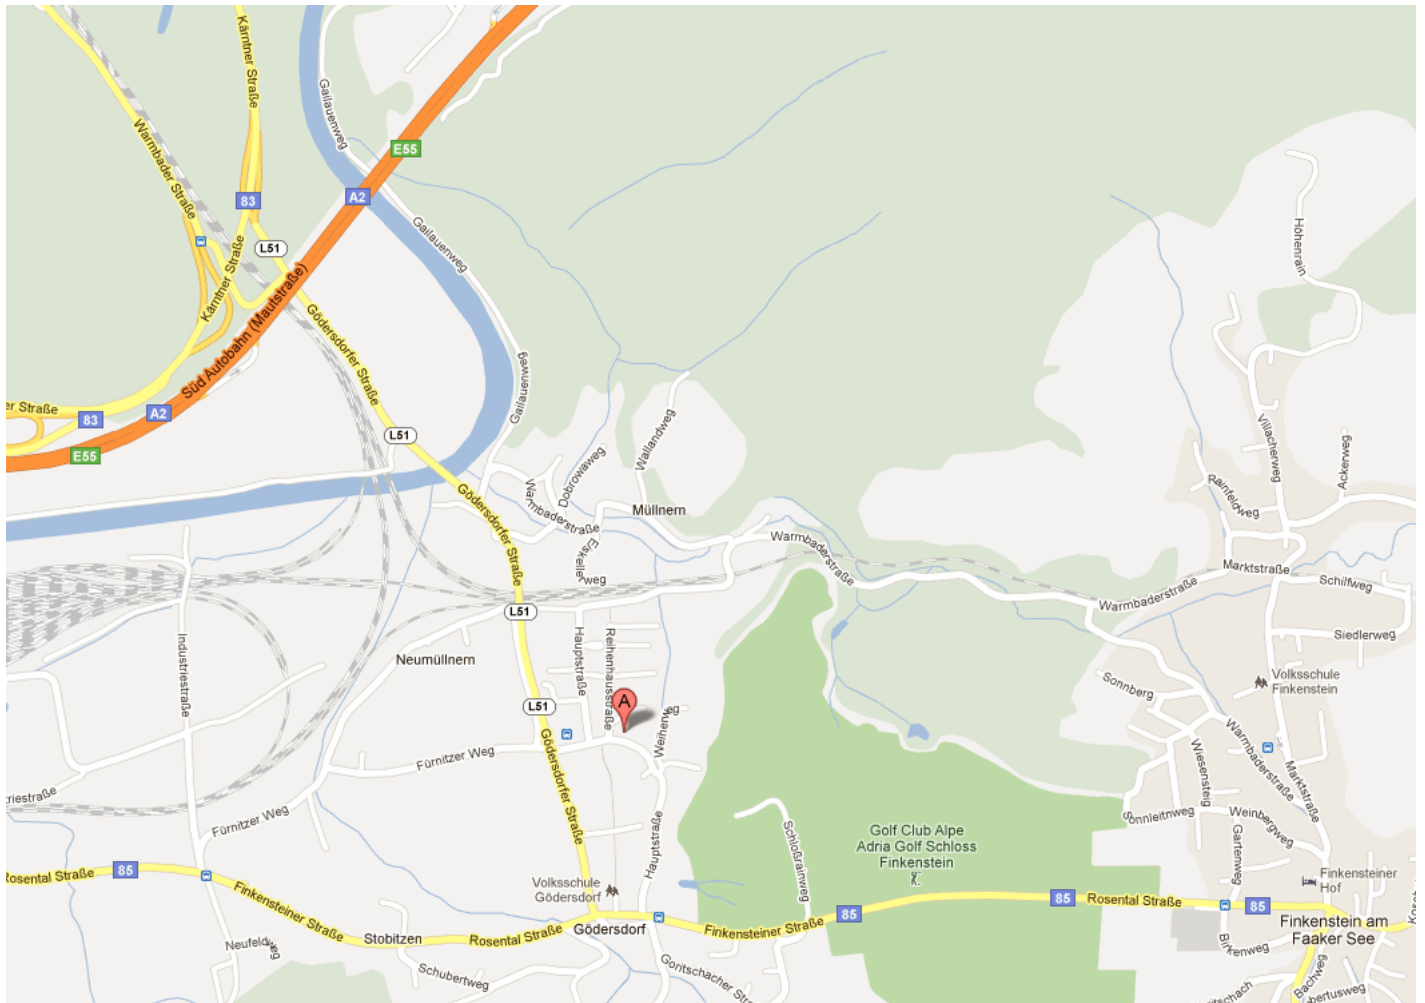 Kärntner Straße
Gailauenweg
Warmbader Straße
E55
A2
83
Kärntner Straße
L51
Gailauenweg
Höhenrain
Süd Autobahn (Mautstraße)
Gödersdorfer Straße
Gailauenweg
er Straße
83
A2
E55
L51
Wallandweg
Villacherweg
Ackerweg
Dobrowaweg
Rainfeldweg
Gödersdorfer Straße
Warmbaderstraße
Müllnern
Eiskeller
weg
Warmbaderstraße
Marktstraße
Schilfweg
Warmbaderstraße
L51
Siedlerweg
Industriestraße
Hauptstraße
Reihenhausstraße
Neumüllnern
Volksschule
Finkenstein
Sonnberg
A
L51
Weiherweg
Fürnitzer Weg
Gödersdorfer Straße
Wiesensteig
Warmbaderstraße
Marktstraße
triestraße
Fürnitzer Weg
Sonnleitnweg
Weinbergweg
Schloßrainweg
Golf Club Alpe
Adria Golf Schloss
Finkenstein
Gartenweg
Hauptstraße
Rosental Straße
85
Volksschule
Gödersdorf
Finkensteiner
Hof
Finkensteiner Straße
85
85
Rosental Straße
85
Finkensteiner Straße
Stobitzen
Rosental Straße
Gödersdorf
Finkenstein am
Faaker See
Neufeldweg
Birkenweg
Schubertweg
Goritschacher Str
Bachweg